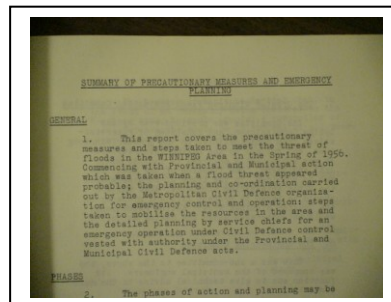 SUMMARY OF PRECAUTIONARY MEASURES AND EMERGENCY
PLANNING
GENERAL
1. This report covers the precautionary
measures and steps taken to meet the threat of
floods in the WINNIPEG Area in the Spring of 1956.
Commencing with Provincial and Municipal action
which was taken when a flood threat appeared
probable; the planning and co-ordination carried
out by the Metropolitan Civil Defence organisa-
tion for emergency control and operation: steps
taken to mobilise the resources in the area and
the detailed planning by service chiefs for an
emergency operation under Civil Defence control
vested with authority under the Provincial and
Municipal Civil Defence acts.
PHASES
2. The phases of action and planning may be